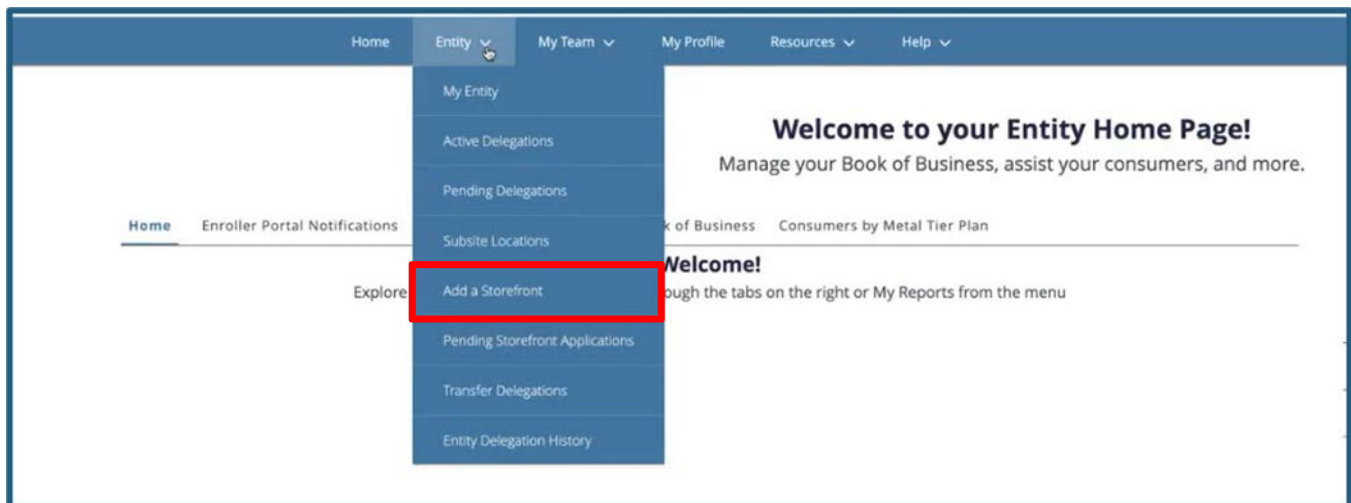 Home Entity My Team My Profile Resources Help
My Entity
Active Delegations
Pending Delegations
Subsite Locations
Add a Storefront
Pending Storefront Applications
Transfer Delegations
Entity Delegation History
Welcome to your Entity Home Page!
Manage your Book of Business, assist your consumers, and more.
Home Enroller Portal Notifications k of Business Consumers by Metal Tier Plan
Welcome!
Explore ough the tabs on the right or My Reports from the menu